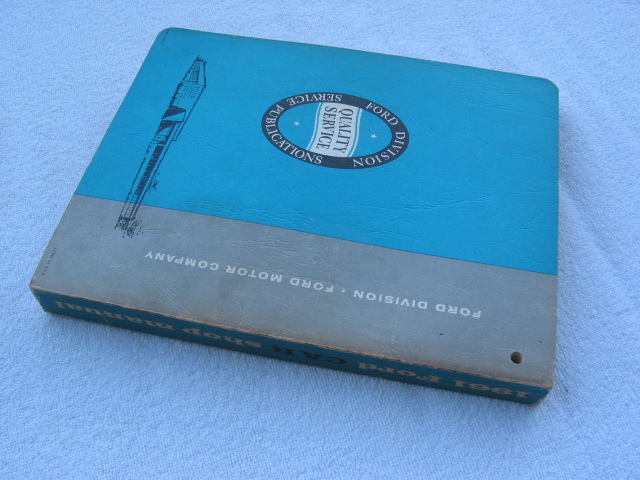 FORD DIVISION
SERVICE PUBLICATIONS
QUALITY
SERVICE
FORD DIVISION • FORD MOTOR COMPANY
1961 Ford CAR shop manual